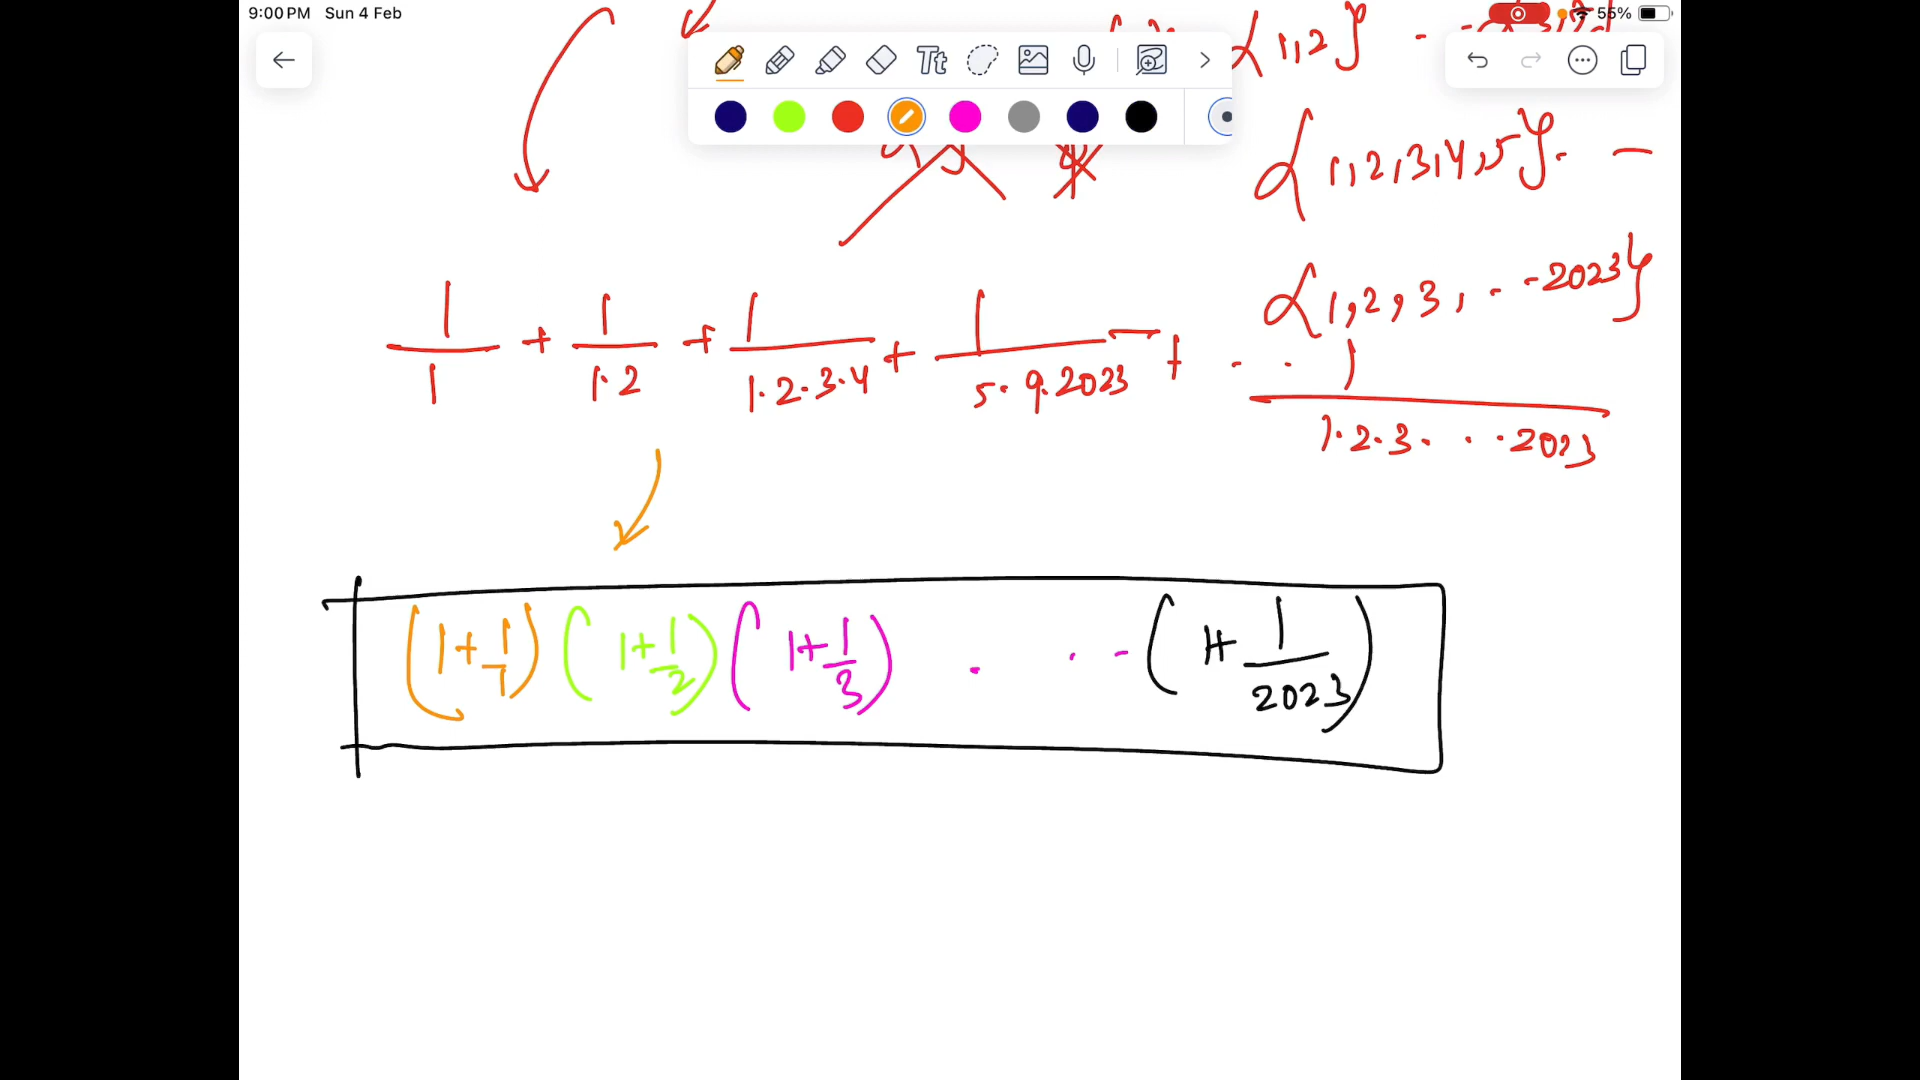 9:00 PM Sun 4 Feb
55%
Tt
{1,2}
{1,2,3,4,5}. -
{1,2,3, . . -2023}
1/1 + 1/1·2 + 1/1·2·3·4 + 1/5·9·2023 + . . 1/1·2·3· · · ·2023
(1+1/1)(1+1/2)(1+1/3) . . - (1+1/2023)